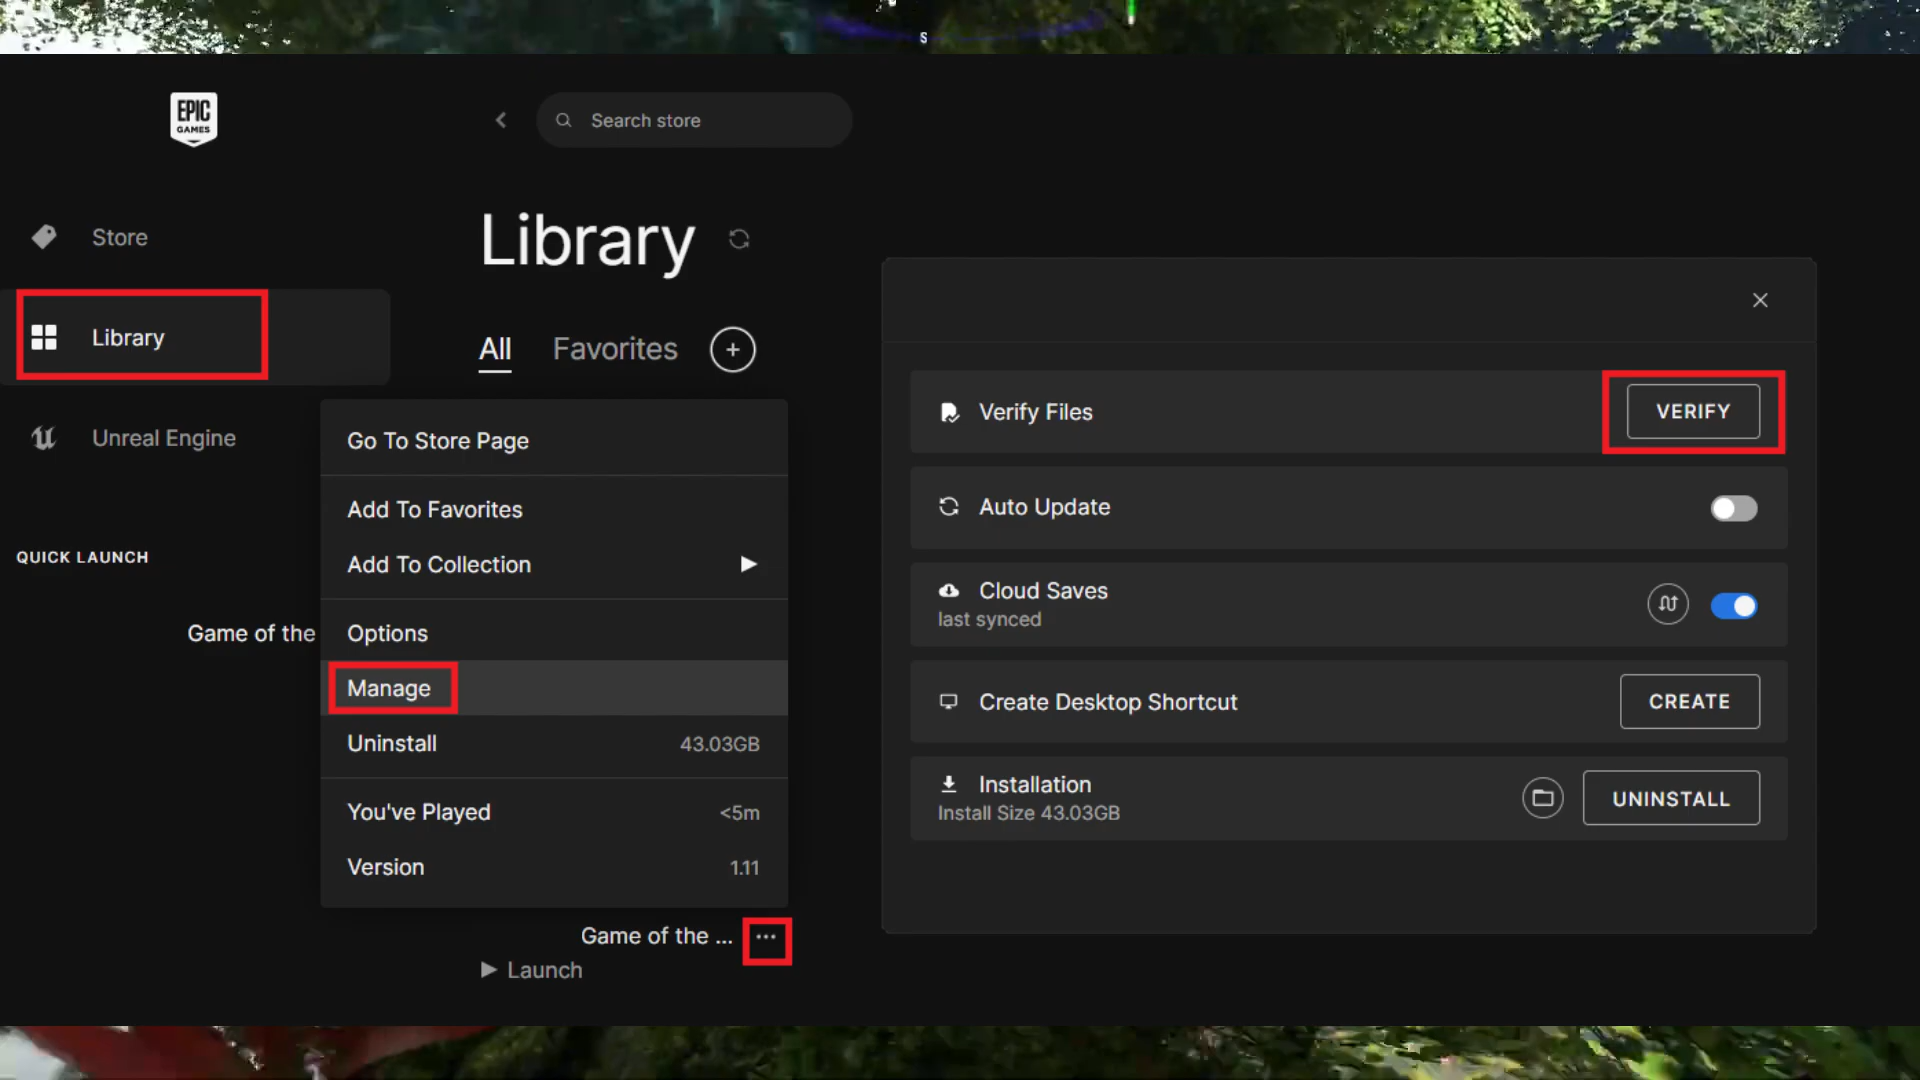 S
EPIC
GAMES
Search store
Store
Library
Unreal Engine
QUICK LAUNCH
Game of the
Library
All
Favorites
Go To Store Page
Add To Favorites
Add To Collection
Options
Manage
Uninstall 43.03GB
You've Played <5m
Version 1.11
Game of the ...
Launch
Verify Files
VERIFY
Auto Update
Cloud Saves
last synced
Create Desktop Shortcut
CREATE
Installation
Install Size 43.03GB
UNINSTALL